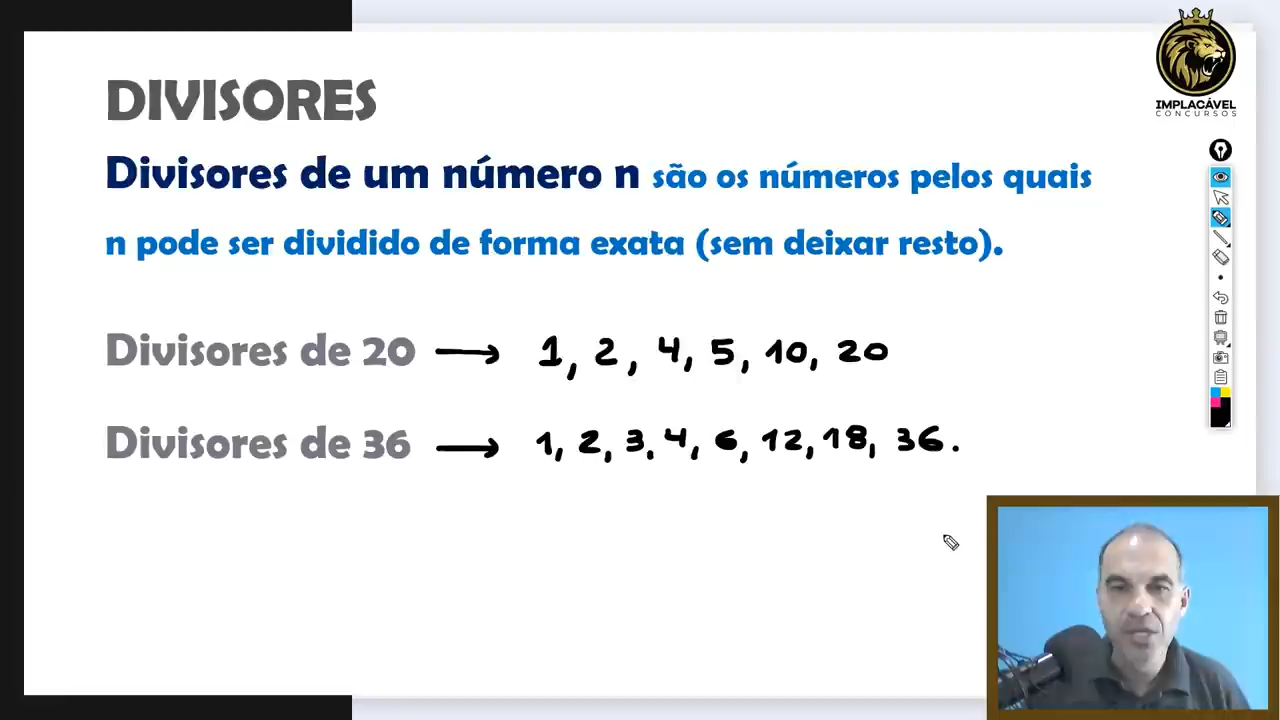 IMPLACÁVEL
CONCURSOS
DIVISORES
Divisores de um número n são os números pelos quais
n pode ser dividido de forma exata (sem deixar resto).
Divisores de 20 → 1, 2, 4, 5, 10, 20
Divisores de 36 → 1, 2, 3, 4, 6, 12, 18, 36.